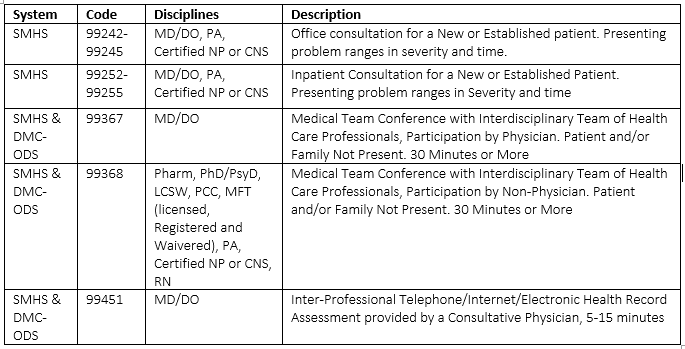 System Code Disciplines Description
SMHS 99242- MD/DO, PA, Office consultation for a New or Established patient. Presenting
99245 Certified NP or CNS problem ranges in severity and time.
SMHS 99252- MD/DO, PA, Inpatient Consultation for a New or Established Patient.
99255 Certified NP or CNS Presenting problem ranges in Severity and time
SMHS & 99367 MD/DO Medical Team Conference with Interdisciplinary Team of Health
DMC- Care Professionals, Participation by Physician. Patient and/or
ODS Family Not Present. 30 Minutes or More
SMHS & 99368 Pharm, PhD/PsyD, Medical Team Conference with Interdisciplinary Team of Health
DMC- LCSW, PCC, MFT Care Professionals, Participation by Non-Physician. Patient
ODS (licensed, and/or Family Not Present. 30 Minutes or More
Registered and
Waivered), PA,
Certified NP or CNS,
RN
SMHS & 99451 MD/DO Inter-Professional Telephone/Internet/Electronic Health Record
DMC- Assessment provided by a Consultative Physician, 5-15 minutes
ODS